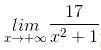 lim x→+∞ 17/(x² + 1)